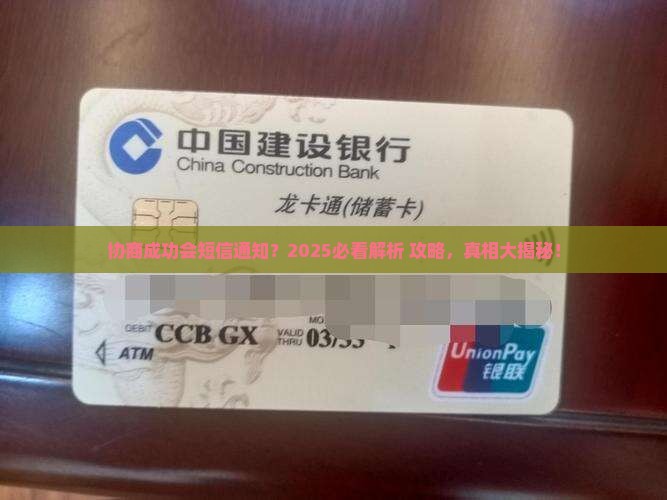 中国建设银行
China Construction Bank
龙卡通(储蓄卡)
协商成功会短信通知？2025必看解析 攻略，真相大揭秘！
DEBIT CCB GX VALID THRU 03/33
ATM
UnionPay
银联